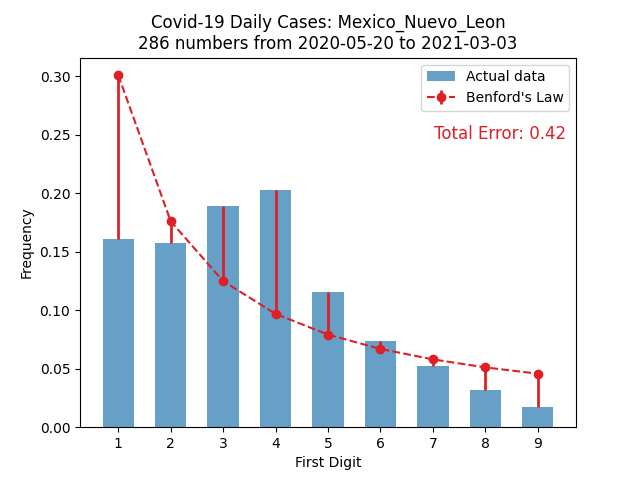 Covid-19 Daily Cases: Mexico_Nuevo_Leon
286 numbers from 2020-05-20 to 2021-03-03
Actual data
Benford's Law
Total Error: 0.42
Frequency
0.30
0.25
0.20
0.15
0.10
0.05
0.00
1 2 3 4 5 6 7 8 9
First Digit